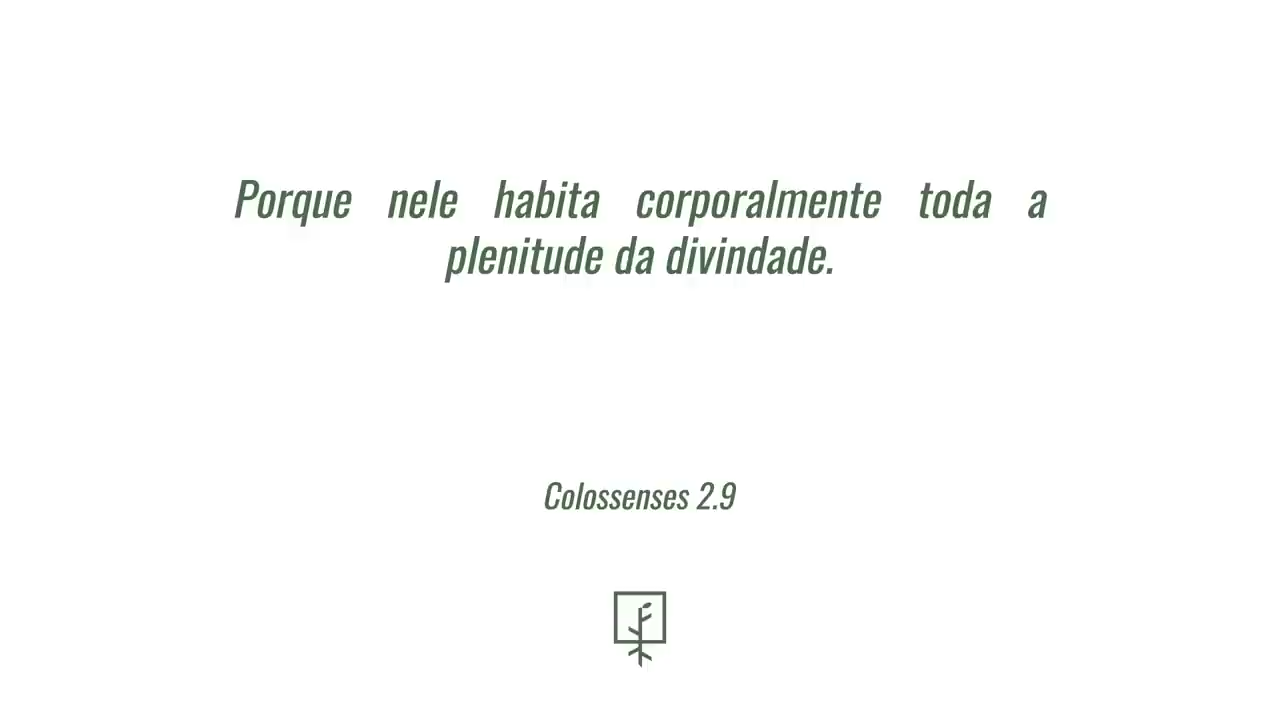 Porque nele habita corporalmente toda a
plenitude da divindade.
Colossenses 2.9